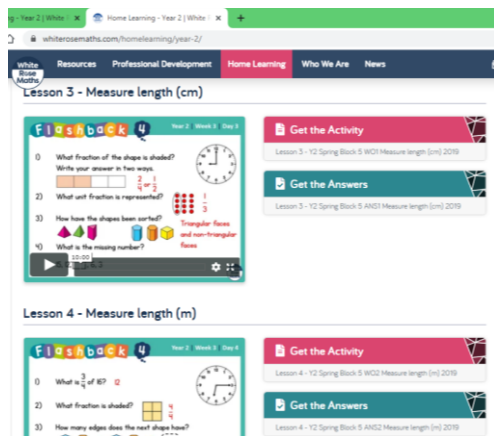 Year 2 | White
Home Learning - Year 2 | White
whiterosemaths.com/homelearning/year-2/
White Rose Maths
Resources Professional Development Home Learning Who We Are News
Lesson 3 - Measure length (cm)
Flashback 4
Year 2 Week 3 Day 3
1) What fraction of the shape is shaded?
Write your answer in two ways.
2) What unit fraction is represented?
1/3
3) How have the shapes been sorted?
Triangular faces
and non-triangular
faces
4) What is the missing number?
10:00
Get the Activity
Lesson 3 - Y2 Spring Block 5 WO1 Measure length (cm) 2019
Get the Answers
Lesson 3 - Y2 Spring Block 5 ANS1 Measure length (cm) 2019
Lesson 4 - Measure length (m)
Flashback 4
Year 2 Week 3 Day 4
1) What is 3/4 of 16? 12
2) What fraction is shaded?
3) How many edges does the next shape have?
Get the Activity
Lesson 4 - Y2 Spring Block 5 WO2 Measure length (m) 2019
Get the Answers
Lesson 4 - Y2 Spring Block 5 ANS2 Measure length (m) 2019